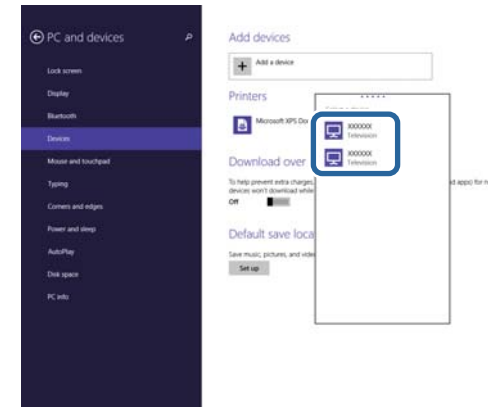 PC and devices
Lock screen
Display
Bluetooth
Devices
Mouse and touchpad
Typing
Corners and edges
Power and sleep
AutoPlay
Disk space
PC info
Add devices
Add a device
Printers
Microsoft XPS Do
Download over
To help prevent extra charges,
devices won't download while
Off
Default save loca
Save music, pictures, and vide
Set up
XXXXXX
Television
XXXXXX
Television
d apps) for n